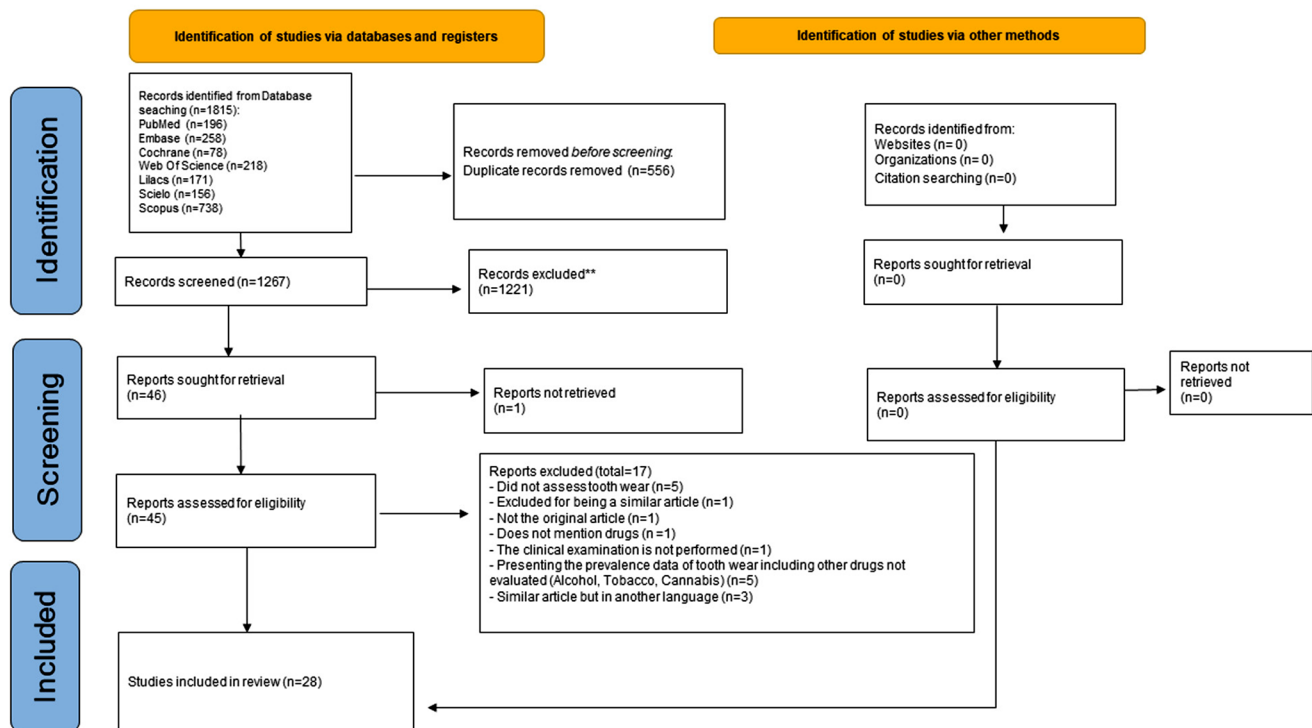 Identification of studies via databases and registers
Identification of studies via other methods
Identification
Records identified from Database
seaching (n=1815):
PubMed (n=196)
Embase (n=258)
Cochrane (n=78)
Web Of Science (n=218)
Lilacs (n=171)
Scielo (n=156)
Scopus (n=738)
Records removed before screening:
Duplicate records removed (n=556)
Records identified from:
Websites (n= 0)
Organizations (n= 0)
Citation searching (n=0)
Records screened (n=1267)
Records excluded**
(n=1221)
Reports sought for retrieval
(n=0)
Screening
Reports sought for retrieval
(n=46)
Reports not retrieved
(n=1)
Reports assessed for eligibility
(n=0)
Reports not
retrieved
(n=0)
Reports assessed for eligibility
(n=45)
Reports excluded (total=17)
- Did not assess tooth wear (n=5)
- Excluded for being a similar article (n=1)
- Not the original article (n=1)
- Does not mention drugs (n =1)
- The clinical examination is not performed (n=1)
- Presenting the prevalence data of tooth wear including other drugs not
evaluated (Alcohol, Tobacco, Cannabis) (n=5)
- Similar article but in another language (n=3)
Included
Studies included in review (n=28)